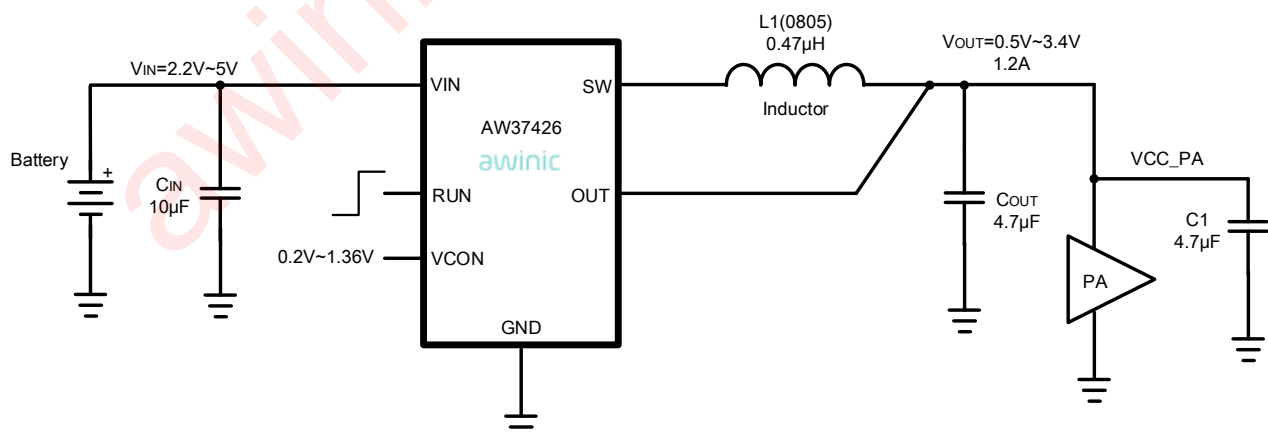 L1(0805)
0.47µH
VIN=2.2V~5V
VOUT=0.5V~3.4V
1.2A
VIN
SW
Inductor
AW37426
awinic
Battery
+
CIN
10µF
RUN
OUT
VCC_PA
COUT
4.7µF
C1
4.7µF
0.2V~1.36V
VCON
PA
GND
awinic